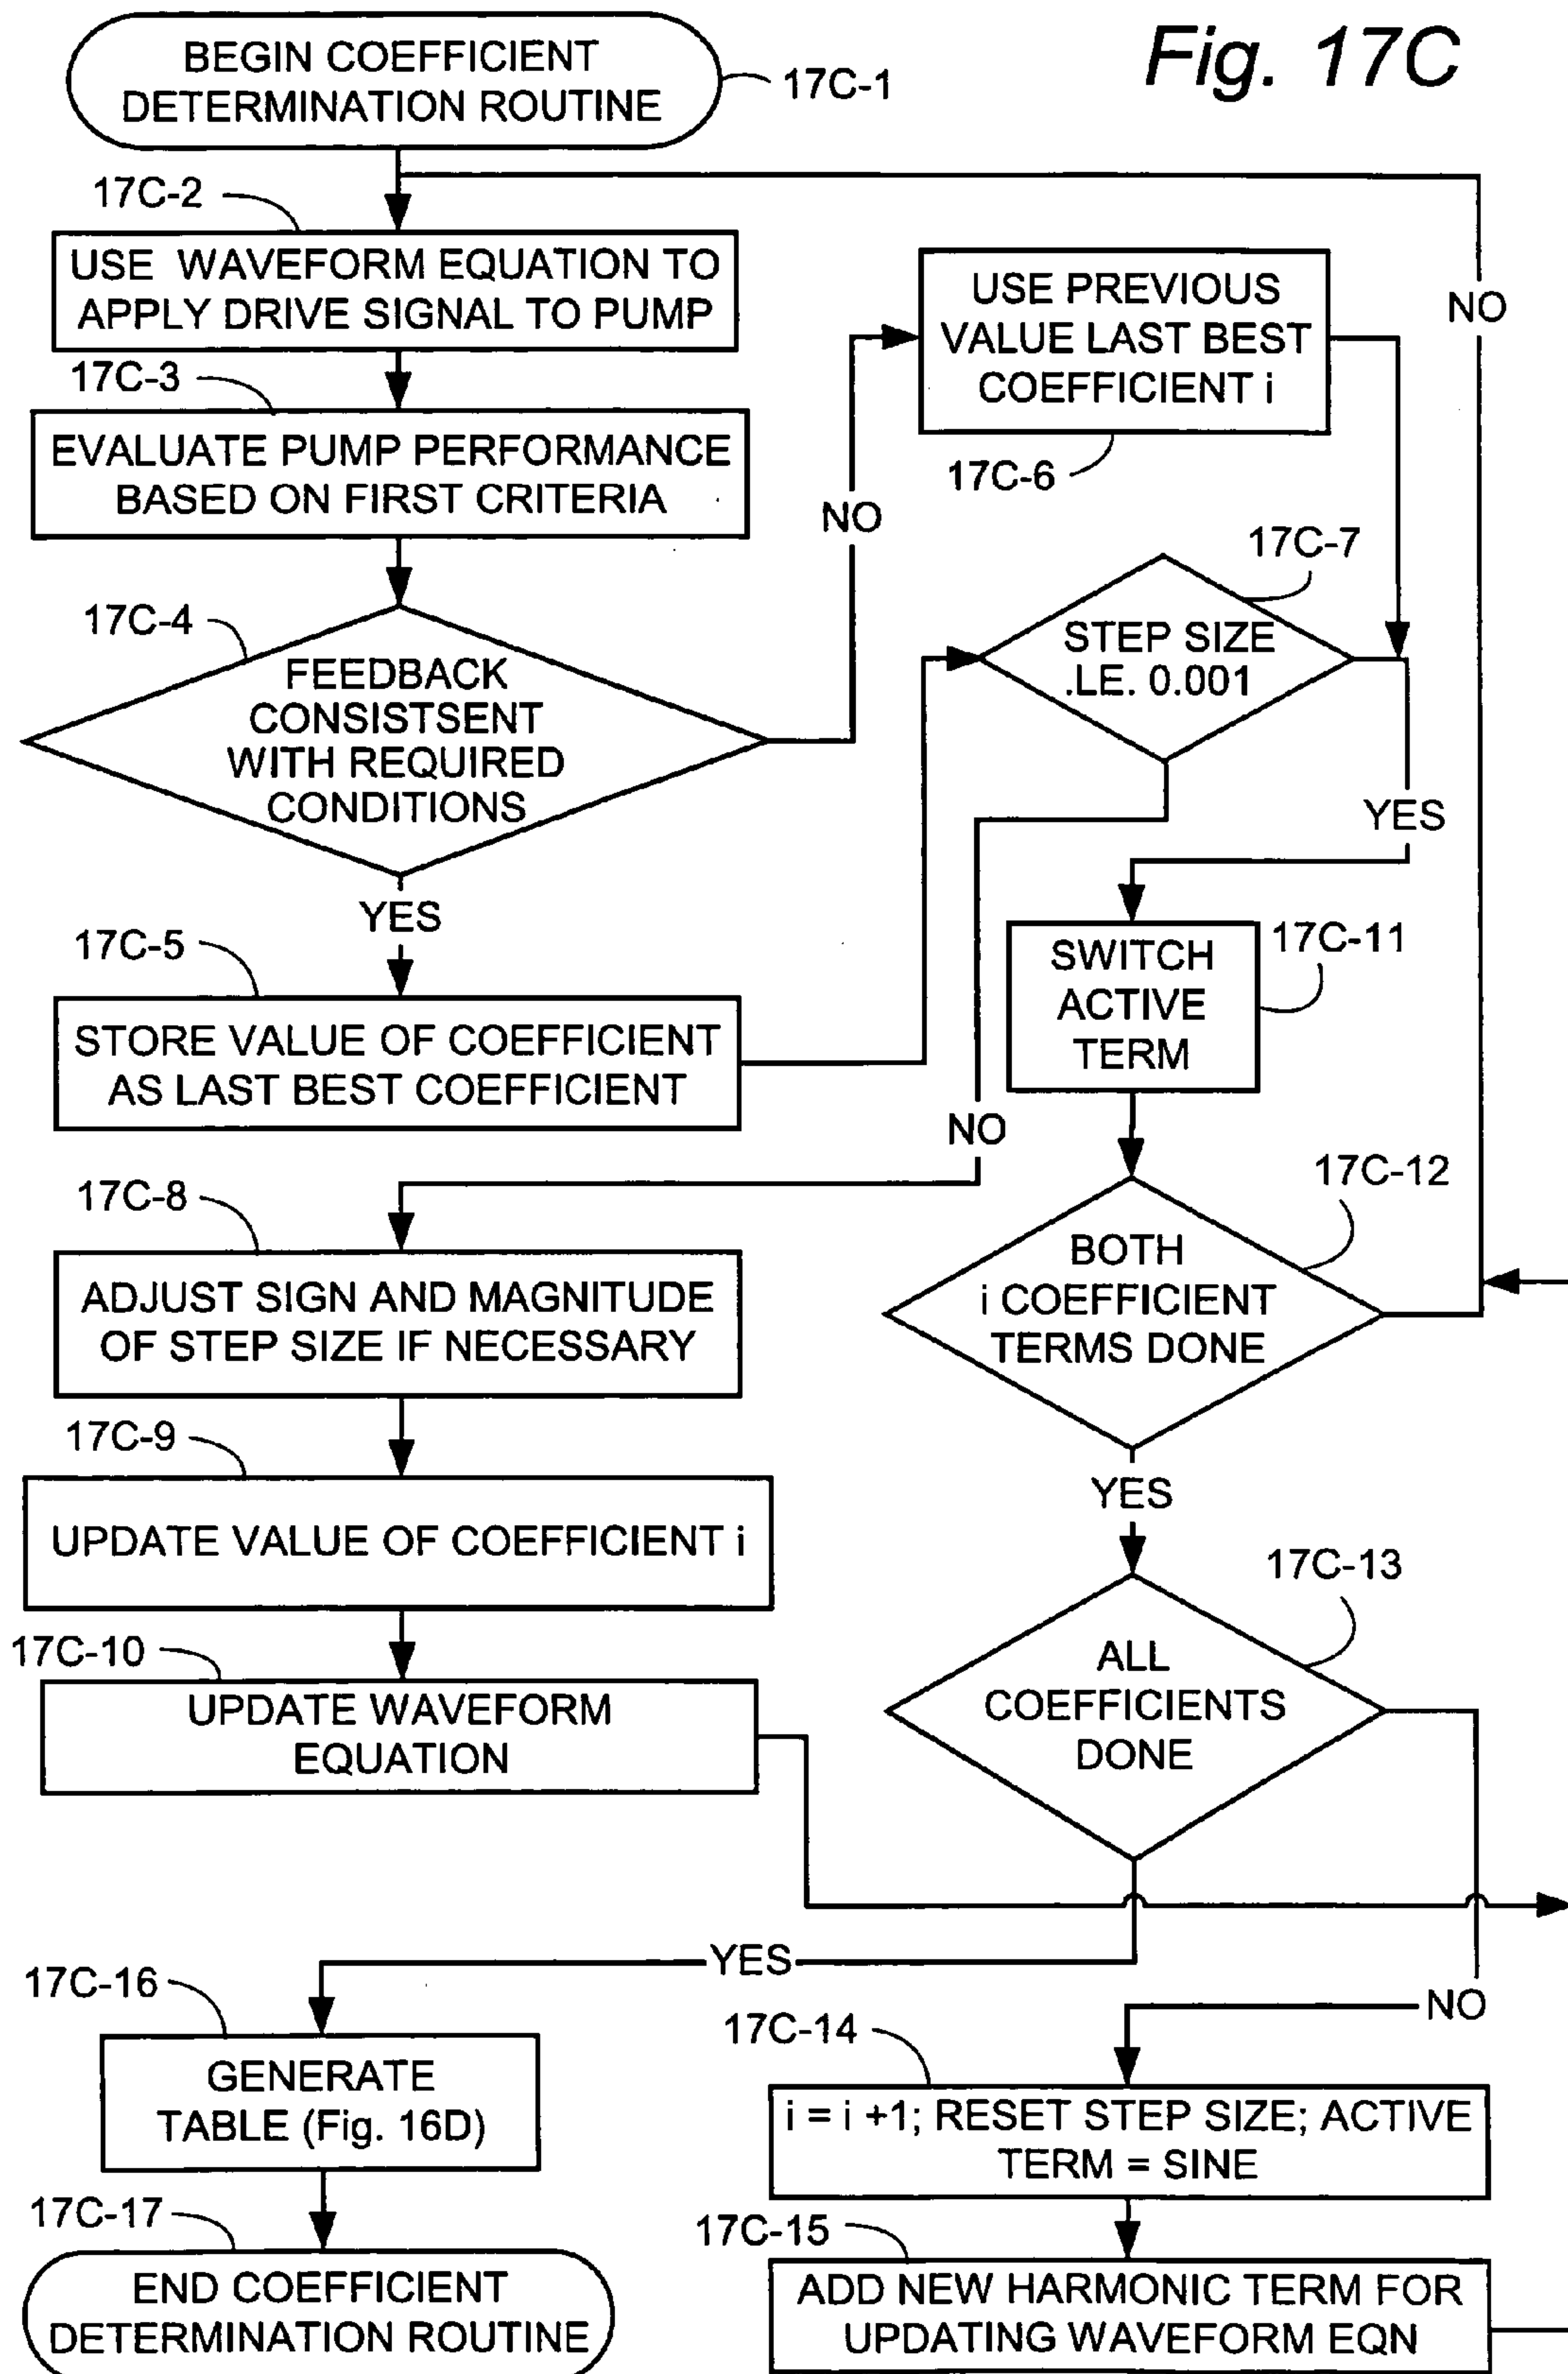 Fig. 17C
BEGIN COEFFICIENT
DETERMINATION ROUTINE
17C-1
17C-2
USE WAVEFORM EQUATION TO
APPLY DRIVE SIGNAL TO PUMP
17C-3
EVALUATE PUMP PERFORMANCE
BASED ON FIRST CRITERIA
17C-4
FEEDBACK
CONSISTSENT
WITH REQUIRED
CONDITIONS
NO
YES
17C-5
STORE VALUE OF COEFFICIENT
AS LAST BEST COEFFICIENT
USE PREVIOUS
VALUE LAST BEST
COEFFICIENT i
17C-6
NO
17C-7
STEP SIZE
.LE. 0.001
YES
NO
17C-8
ADJUST SIGN AND MAGNITUDE
OF STEP SIZE IF NECESSARY
17C-9
UPDATE VALUE OF COEFFICIENT i
17C-10
UPDATE WAVEFORM
EQUATION
SWITCH
ACTIVE
TERM
17C-11
17C-12
BOTH
i COEFFICIENT
TERMS DONE
YES
17C-13
ALL
COEFFICIENTS
DONE
YES
NO
17C-14
i = i +1; RESET STEP SIZE; ACTIVE
TERM = SINE
17C-15
ADD NEW HARMONIC TERM FOR
UPDATING WAVEFORM EQN
17C-16
GENERATE
TABLE (Fig. 16D)
17C-17
END COEFFICIENT
DETERMINATION ROUTINE